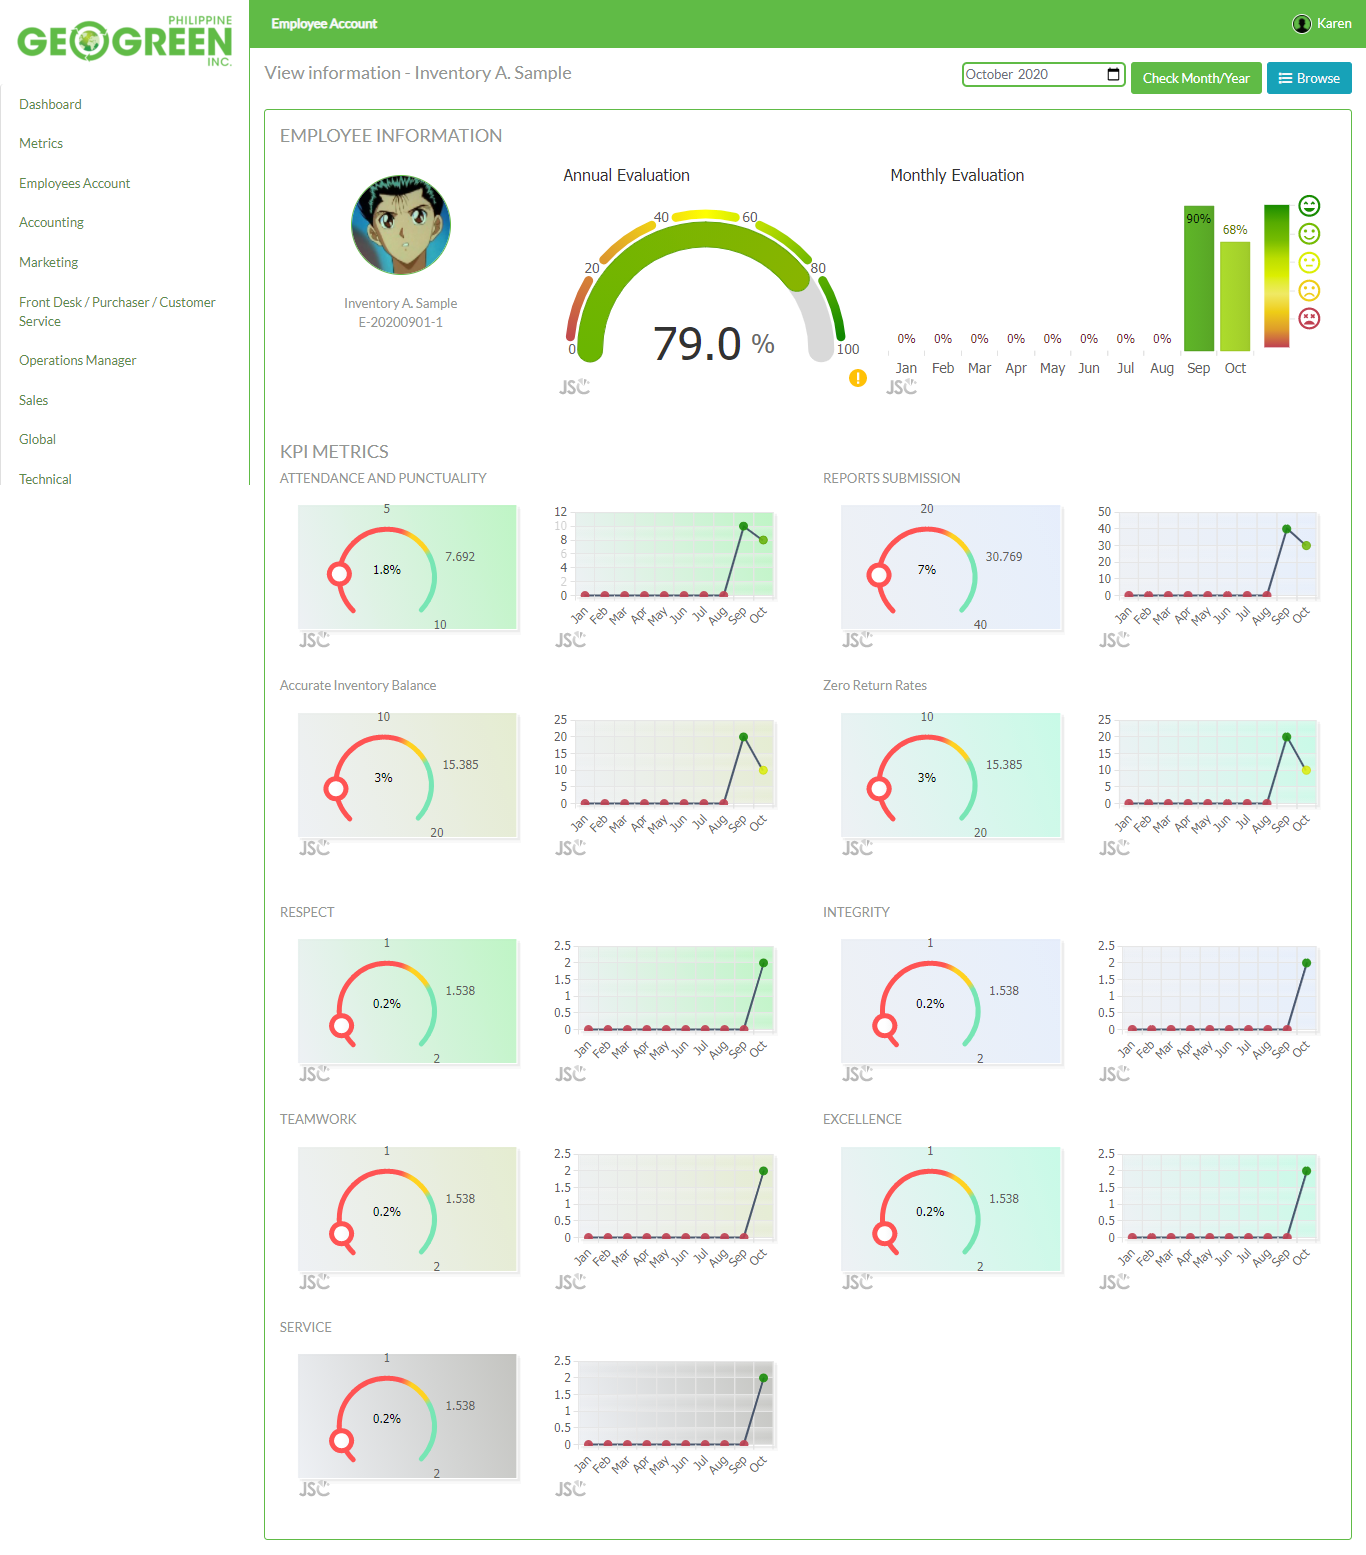 PHILIPPINE
GEOGREEN
INC.
Employee Account
Karen
Dashboard
Metrics
Employees Account
Accounting
Marketing
Front Desk / Purchaser / Customer
Service
Operations Manager
Sales
Global
Technical
View information - Inventory A. Sample
October 2020
Check Month/Year
Browse
EMPLOYEE INFORMATION
Inventory A. Sample
E-20200901-1
Annual Evaluation
0 20 40 60 80 100
79.0 %
JSC
Monthly Evaluation
0% 0% 0% 0% 0% 0% 0% 0% 90% 68%
Jan Feb Mar Apr May Jun Jul Aug Sep Oct
JSC
KPI METRICS
ATTENDANCE AND PUNCTUALITY
5
7.692
1.8%
10
JSC
12
10
8
6
4
2
0
Jan Feb Mar Apr May Jun Jul Aug Sep Oct
JSC
REPORTS SUBMISSION
20
30.769
7%
40
JSC
50
40
30
20
10
0
Jan Feb Mar Apr May Jun Jul Aug Sep Oct
JSC
Accurate Inventory Balance
10
15.385
3%
20
JSC
25
20
15
10
5
0
Jan Feb Mar Apr May Jun Jul Aug Sep Oct
JSC
Zero Return Rates
10
15.385
3%
20
JSC
25
20
15
10
5
0
Jan Feb Mar Apr May Jun Jul Aug Sep Oct
JSC
RESPECT
1
1.538
0.2%
2
JSC
2.5
2
1.5
1
0.5
0
Jan Feb Mar Apr May Jun Jul Aug Sep Oct
JSC
INTEGRITY
1
1.538
0.2%
2
JSC
2.5
2
1.5
1
0.5
0
Jan Feb Mar Apr May Jun Jul Aug Sep Oct
JSC
TEAMWORK
1
1.538
0.2%
2
JSC
2.5
2
1.5
1
0.5
0
Jan Feb Mar Apr May Jun Jul Aug Sep Oct
JSC
EXCELLENCE
1
1.538
0.2%
2
JSC
2.5
2
1.5
1
0.5
0
Jan Feb Mar Apr May Jun Jul Aug Sep Oct
JSC
SERVICE
1
1.538
0.2%
2
JSC
2.5
2
1.5
1
0.5
0
Jan Feb Mar Apr May Jun Jul Aug Sep Oct
JSC